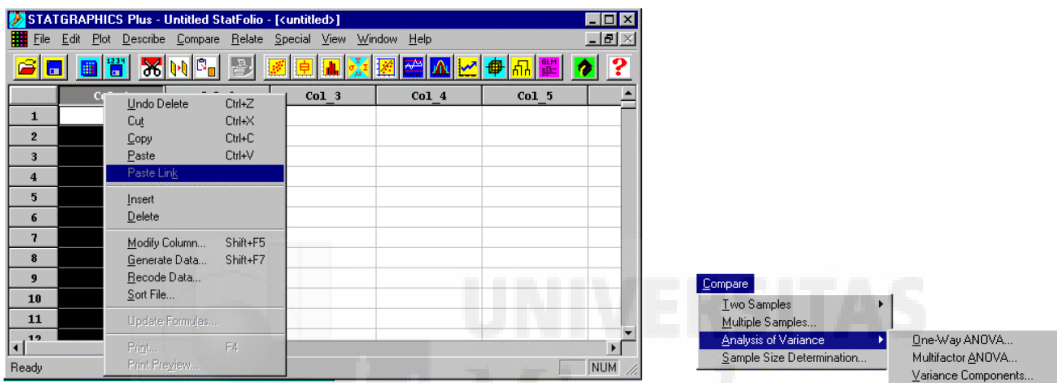 STATGRAPHICS Plus - Untitled StatFolio - [<untitled>]
File Edit Plot Describe Compare Relate Special View Window Help
Col_3 Col_4 Col_5
1
2
3
4
5
6
7
8
9
10
11
12
Undo Delete Ctrl+Z
Cut Ctrl+X
Copy Ctrl+C
Paste Ctrl+V
Paste Link
Insert
Delete
Modify Column... Shift+F5
Generate Data... Shift+F7
Recode Data...
Sort File...
Update Formulas...
Print... F4
Print Preview...
Ready NUM
UNIVERSITAS
Compare
Two Samples
Multiple Samples...
Analysis of Variance
Sample Size Determination...
One-Way ANOVA...
Multifactor ANOVA...
Variance Components...